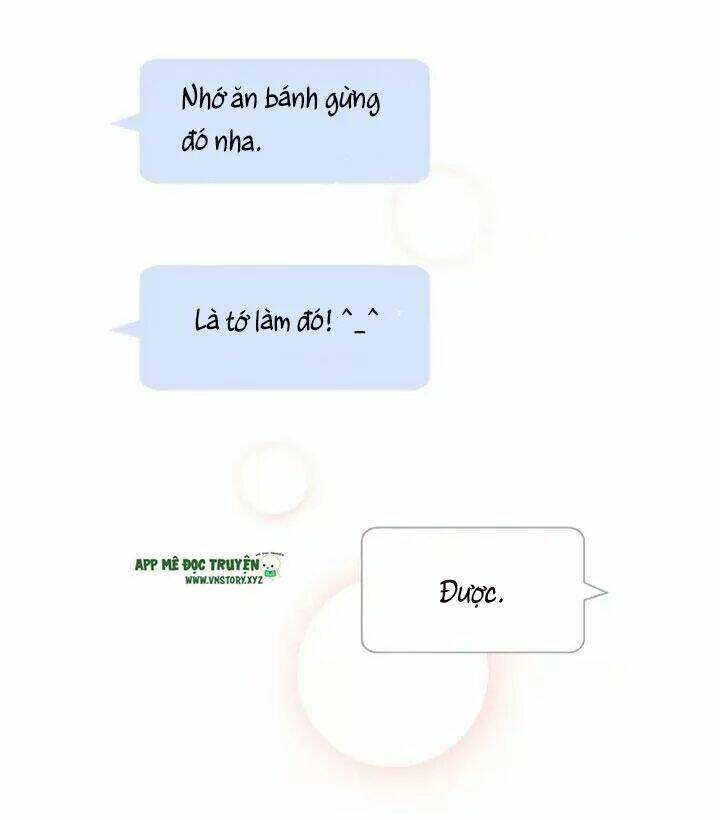 Nhớ ăn bánh gừng
đó nha.
Là tớ làm đó! ^_^
APP MÊ ĐỌC TRUYỆN
WWW.VNSTORY.XYZ
Được.